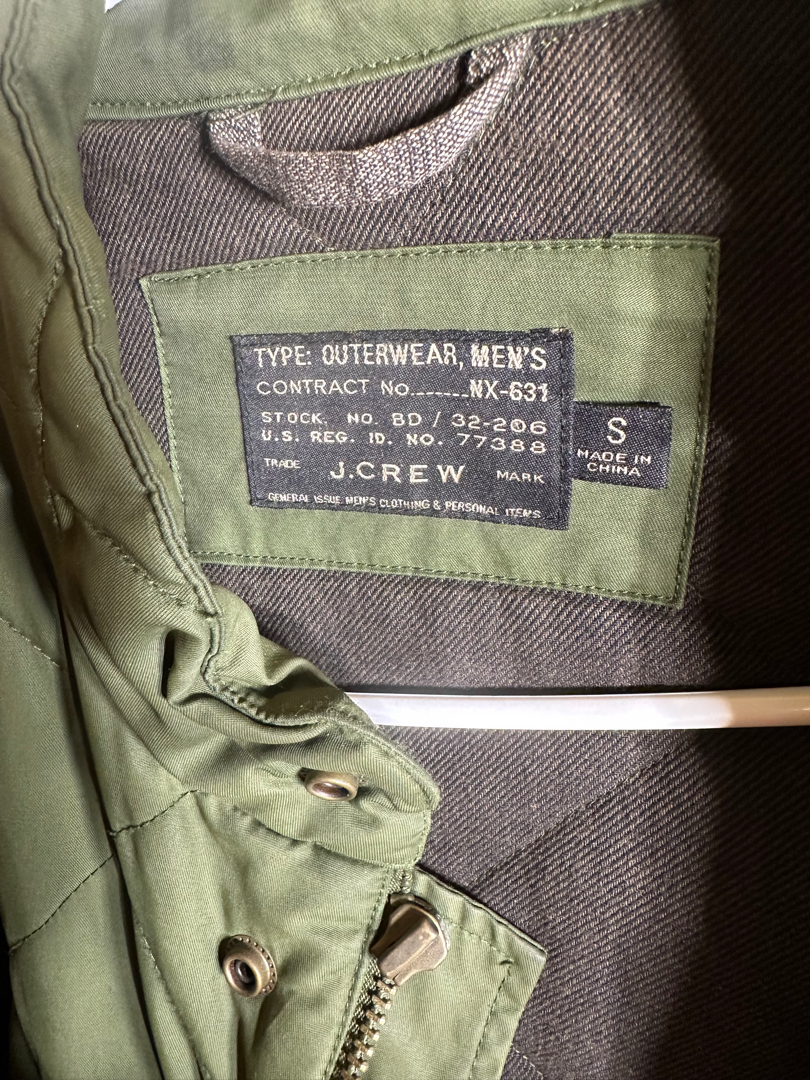 TYPE: OUTERWEAR, MEN'S
CONTRACT No.......NX-631
STOCK. NO. BD / 32-206
U.S. REG. ID. NO. 77388
TRADE J.CREW MARK
GENERAL ISSUE MEN'S CLOTHING & PERSONAL ITEMS
S
MADE IN
CHINA